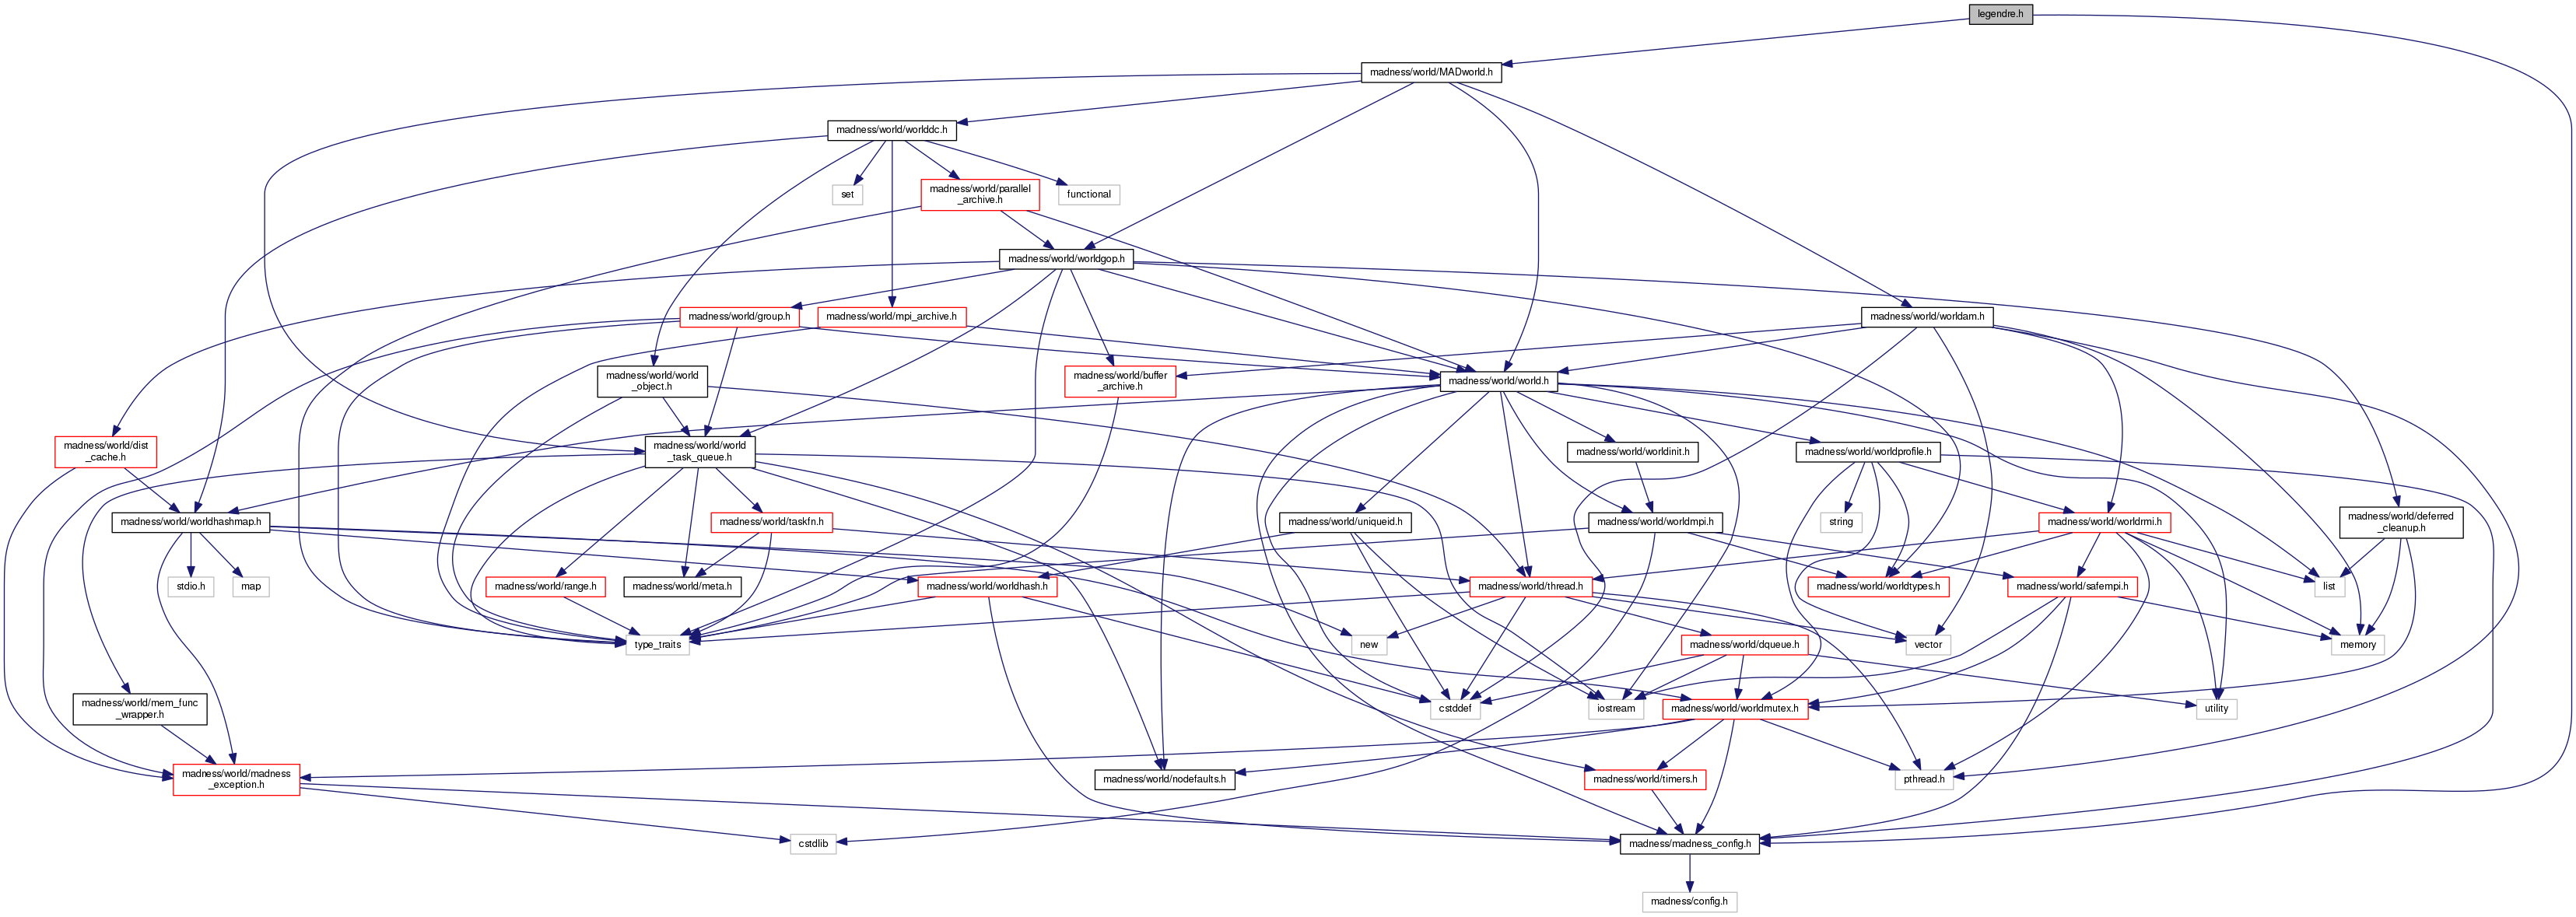 legendre.h
madness/world/MADworld.h
madness/world/worlddc.h
set
madness/world/parallel
_archive.h
functional
madness/world/worldgop.h
madness/world/group.h
madness/world/mpi_archive.h
madness/world/worldam.h
madness/world/world
_object.h
madness/world/buffer
_archive.h
madness/world/world.h
madness/world/dist
_cache.h
madness/world/world
_task_queue.h
madness/world/worldinit.h
madness/world/worldprofile.h
madness/world/worldhashmap.h
madness/world/taskfn.h
madness/world/uniqueid.h
madness/world/worldmpi.h
string
madness/world/worldrmi.h
madness/world/deferred
_cleanup.h
stdio.h
map
madness/world/range.h
madness/world/meta.h
madness/world/worldhash.h
madness/world/thread.h
madness/world/worldtypes.h
madness/world/safempi.h
list
type_traits
new
madness/world/dqueue.h
vector
memory
madness/world/mem_func
_wrapper.h
cstddef
iostream
madness/world/worldmutex.h
utility
madness/world/madness
_exception.h
madness/world/nodefaults.h
madness/world/timers.h
pthread.h
cstdlib
madness/madness_config.h
madness/config.h